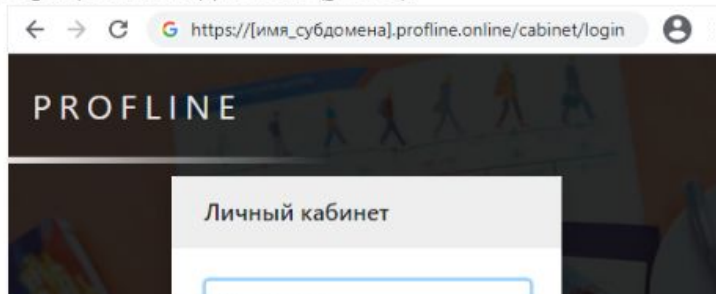 https://[имя_субдомена].profline.online/cabinet/login
PROFLINE
Личный кабинет